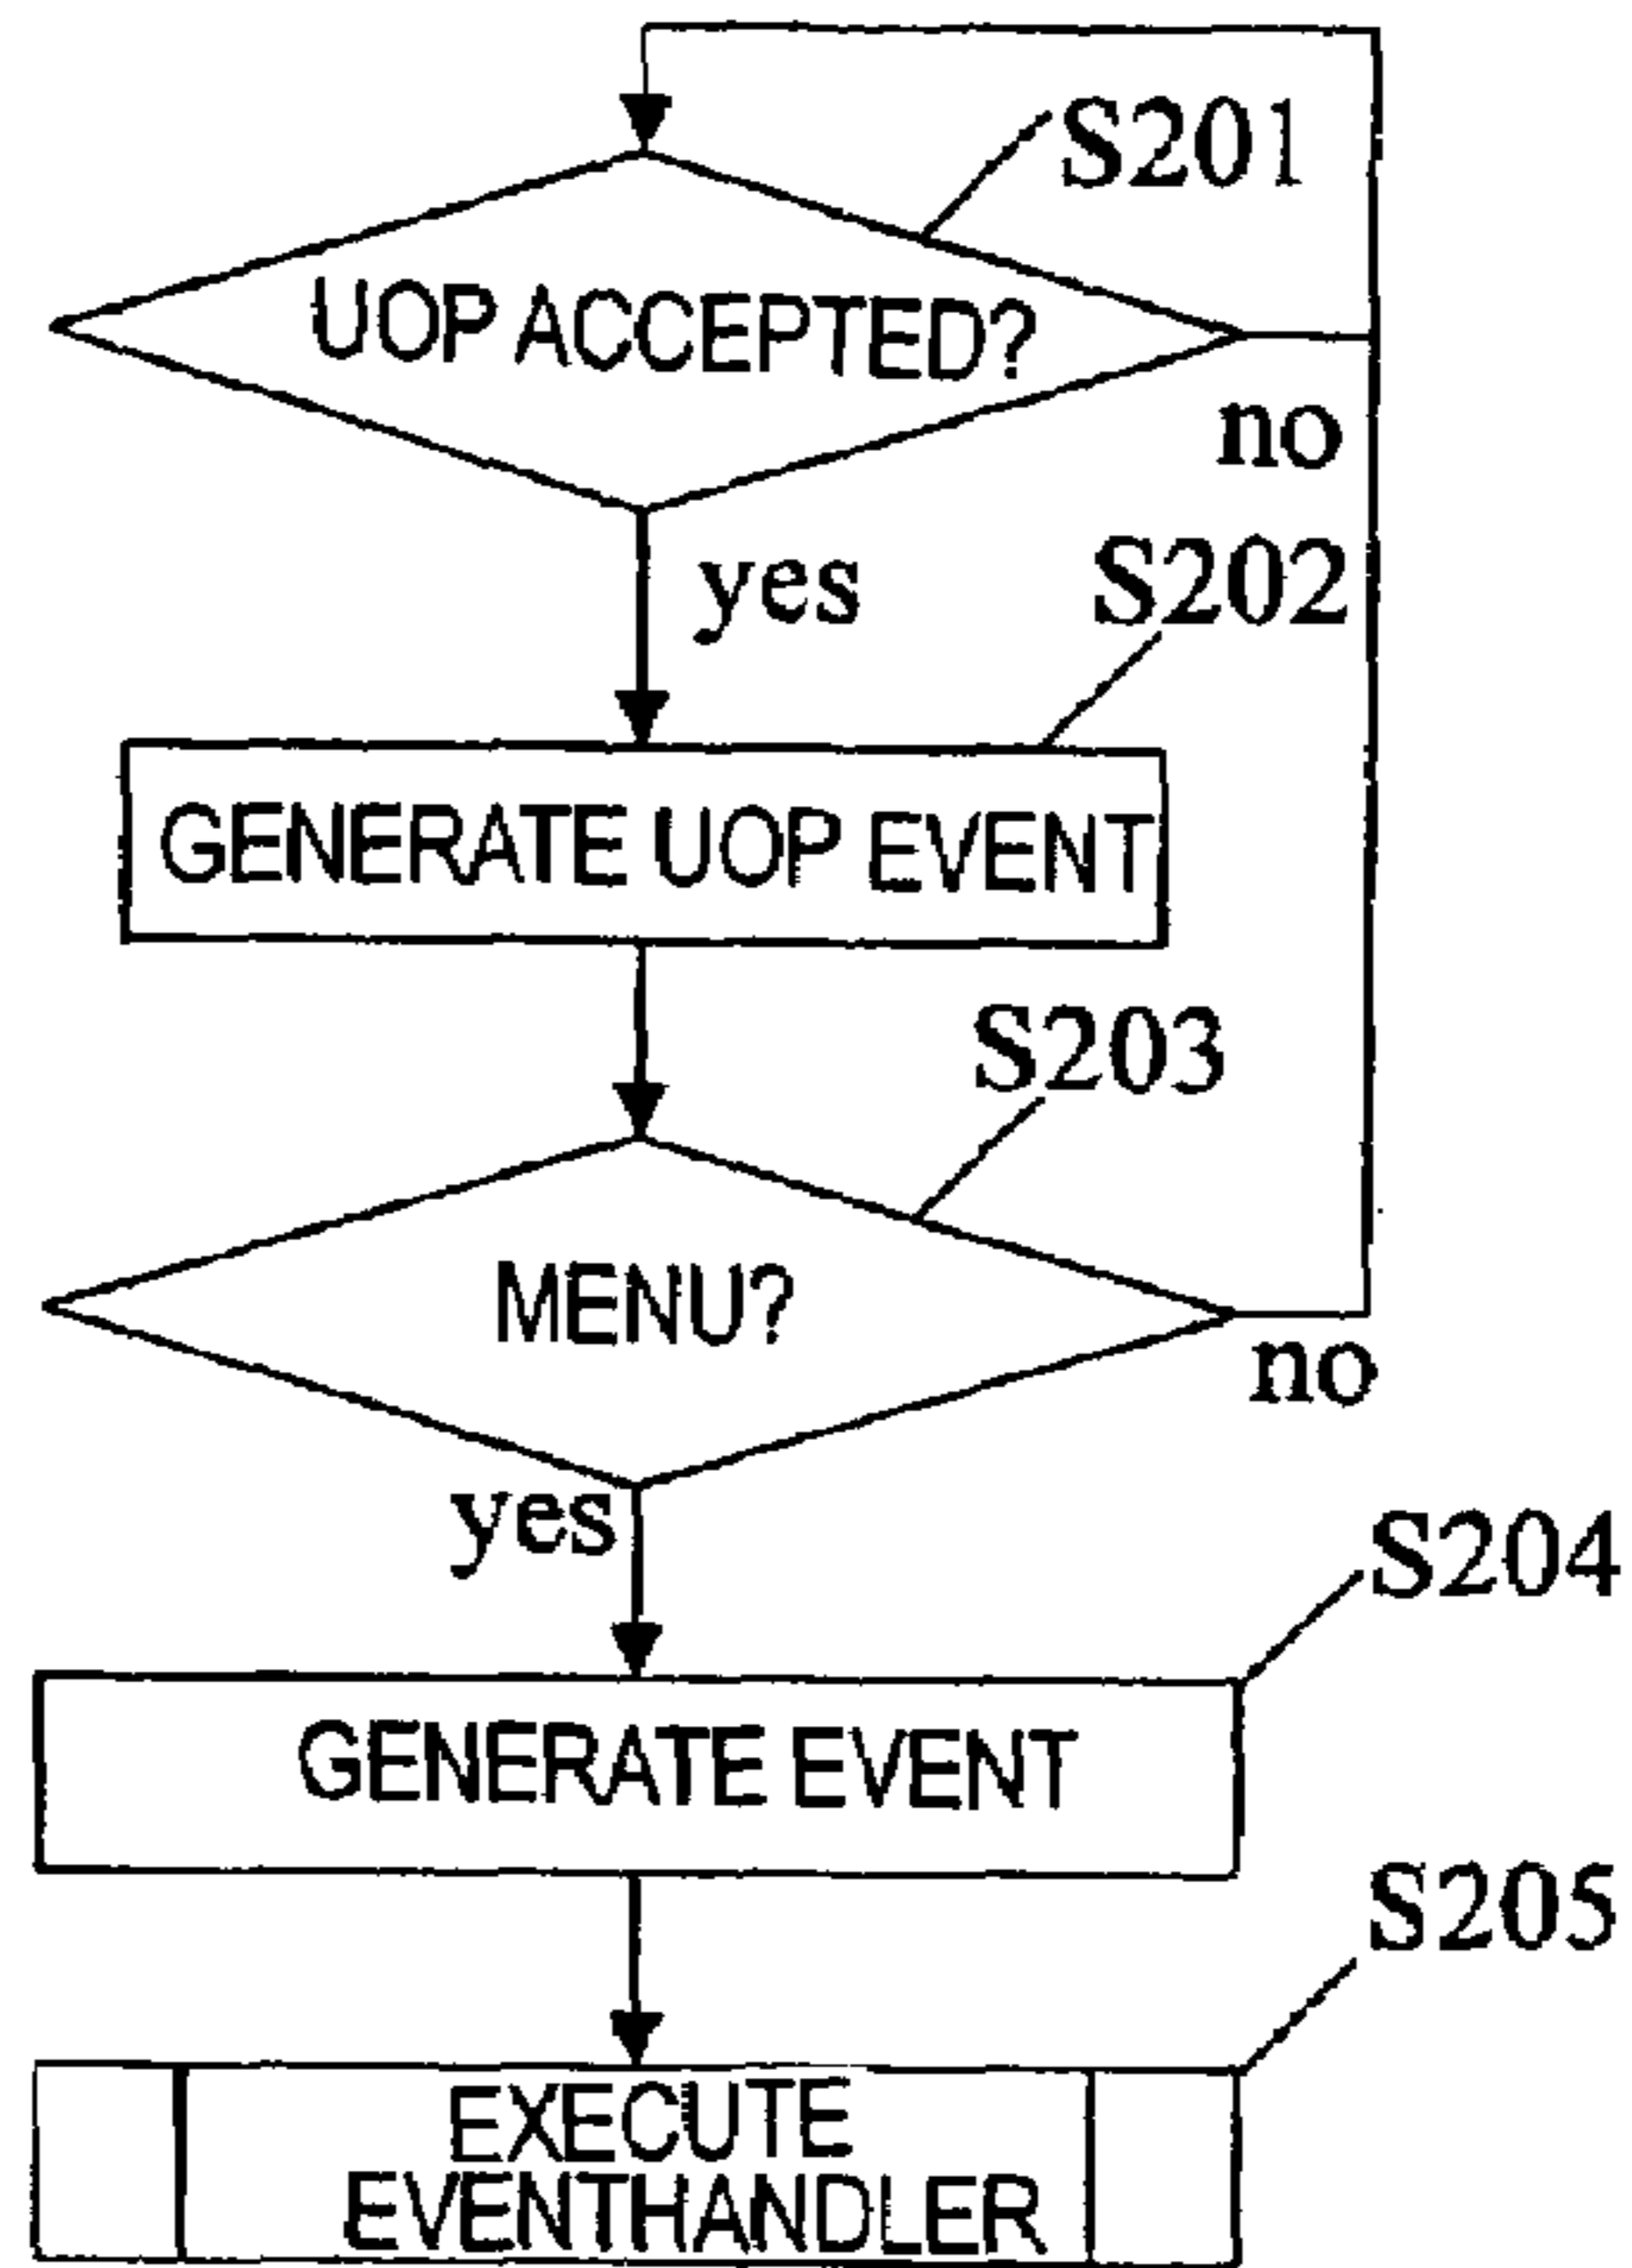 S201
UOP ACCEPTED?
no
yes
S202
GENERATE UOP EVENT
S203
MENU?
no
yes
S204
GENERATE EVENT
S205
EXECUTE
EVENTHANDLER